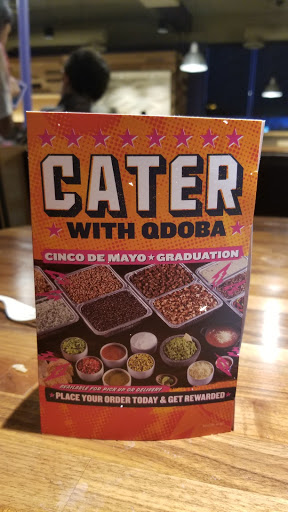 CATER
WITH QDOBA
CINCO DE MAYO ★ GRADUATION
AVAILABLE FOR PICK UP OR DELIVERY
PLACE YOUR ORDER TODAY & GET REWARDED